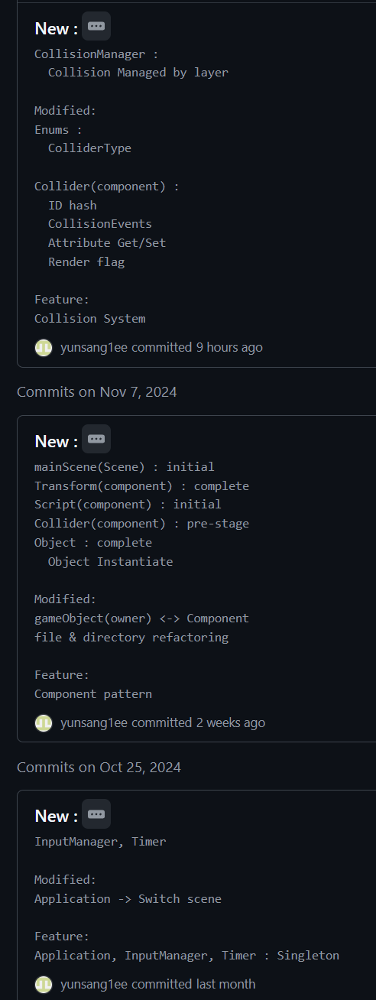 New : ...
CollisionManager :
Collision Managed by layer
Modified:
Enums :
ColliderType
Collider(component) :
ID hash
CollisionEvents
Attribute Get/Set
Render flag
Feature:
Collision System
yunsang1ee committed 9 hours ago
Commits on Nov 7, 2024
New : ...
mainScene(Scene) : initial
Transform(component) : complete
Script(component) : initial
Collider(component) : pre-stage
Object : complete
Object Instantiate
Modified:
gameObject(owner) <-> Component
file & directory refactoring
Feature:
Component pattern
yunsang1ee committed 2 weeks ago
Commits on Oct 25, 2024
New : ...
InputManager, Timer
Modified:
Application -> Switch scene
Feature:
Application, InputManager, Timer : Singleton
yunsang1ee committed last month